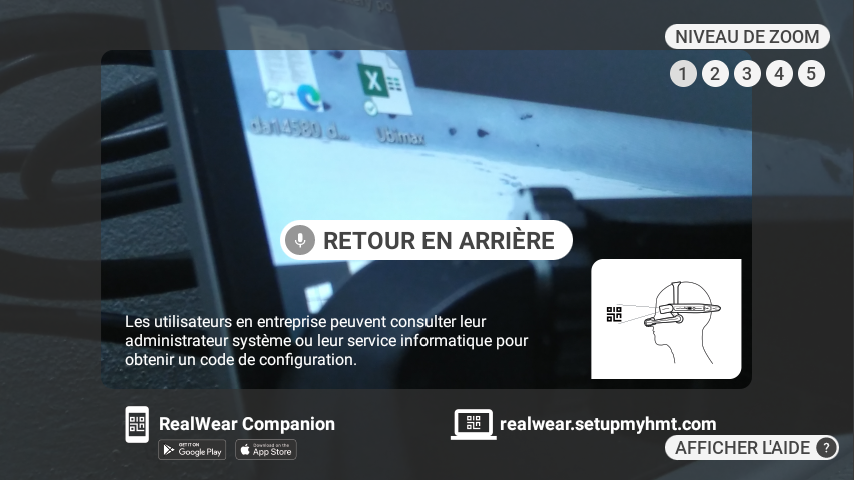 NIVEAU DE ZOOM
1 2 3 4 5
Ubimax
RETOUR EN ARRIÈRE
Les utilisateurs en entreprise peuvent consulter leur
administrateur système ou leur service informatique pour
obtenir un code de configuration.
RealWear Companion
GET IT ON
Google Play
Download on the
App Store
realwear.setupmyhmt.com
AFFICHER L'AIDE ?